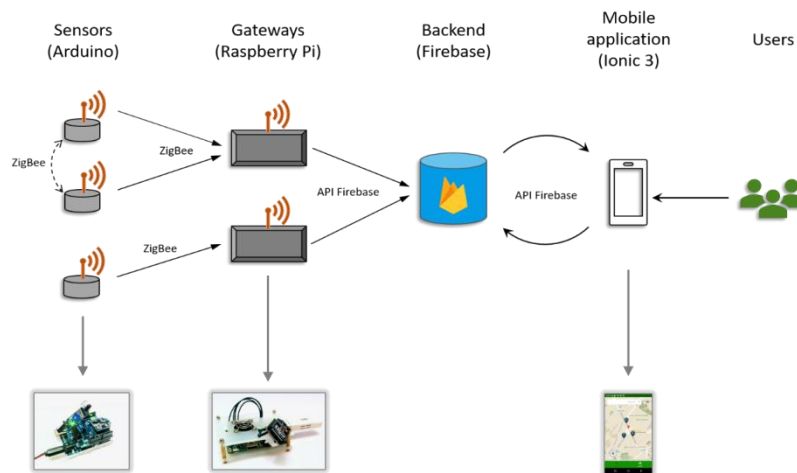 Sensors
(Arduino)
Gateways
(Raspberry Pi)
Backend
(Firebase)
Mobile
application
(Ionic 3)
Users
ZigBee
ZigBee
API Firebase
API Firebase
ZigBee